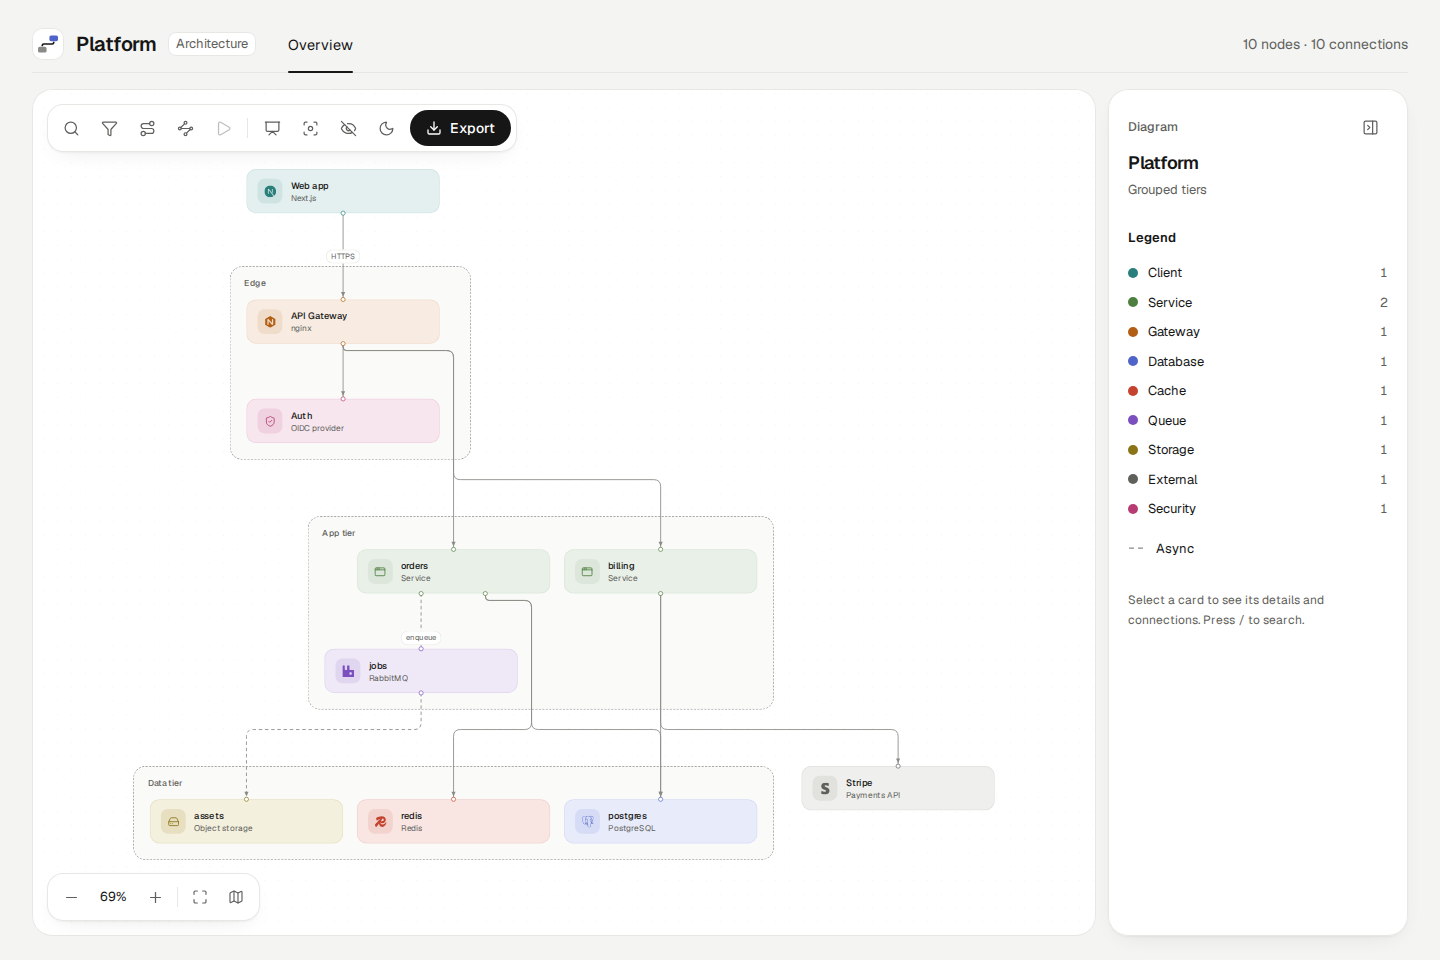 Platform
Architecture
Overview
10 nodes · 10 connections
Export
Web app
Next.js
HTTPS
Edge
API Gateway
nginx
Auth
OIDC provider
App tier
orders
Service
billing
Service
enqueue
jobs
RabbitMQ
Data tier
assets
Object storage
redis
Redis
postgres
PostgreSQL
Stripe
Payments API
69%
Diagram
Platform
Grouped tiers
Legend
Client 1
Service 2
Gateway 1
Database 1
Cache 1
Queue 1
Storage 1
External 1
Security 1
Async
Select a card to see its details and
connections. Press / to search.